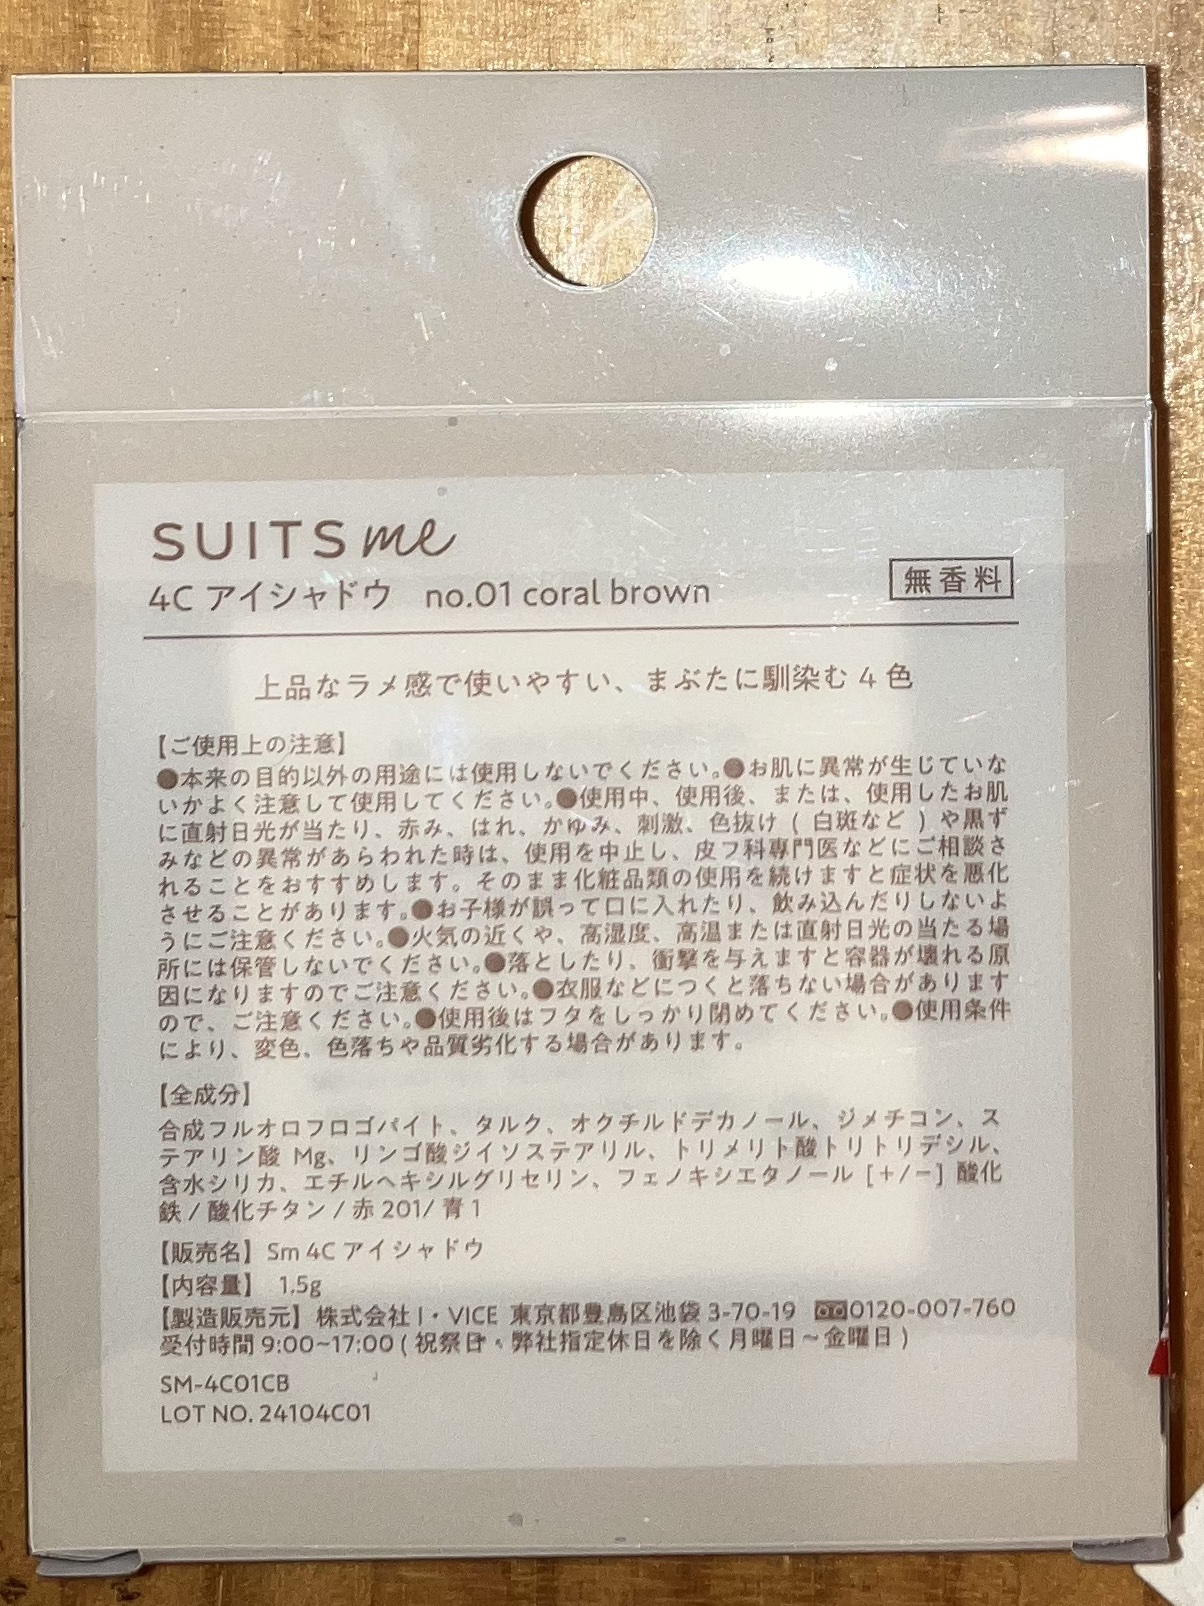 SUITS me
4C アイシャドウ no.01 coral brown
無香料
上品なラメ感で使いやすい、まぶたに馴染む 4 色
【ご使用上の注意】
●本来の目的以外の用途には使用しないでください。●お肌に異常が生じていな
いかよく注意して使用してください。●使用中、使用後、または、使用したお肌
に直射日光が当たり、赤み、はれ、かゆみ、刺激、色抜け ( 白斑など ) や黒ず
みなどの異常があらわれた時は、使用を中止し、皮フ科専門医などにご相談さ
れることをおすすめします。そのまま化粧品類の使用を続けますと症状を悪化
させることがあります。●お子様が誤って口に入れたり、飲み込んだりしないよ
うにご注意ください。●火気の近くや、高湿度、高温または直射日光の当たる場
所には保管しないでください。●落としたり、衝撃を与えますと容器が壊れる原
因になりますのでご注意ください。●衣服などにつくと落ちない場合があります
ので、ご注意ください。●使用後はフタをしっかり閉めてください。●使用条件
により、変色、色落ちや品質劣化する場合があります。
【全成分】
合成フルオロフロゴパイト、タルク、オクチルドデカノール、ジメチコン、ス
テアリン酸 Mg、リンゴ酸ジイソステアリル、トリメリト酸トリトリデシル、
含水シリカ、エチルヘキシルグリセリン、フェノキシエタノール [+/−] 酸化
鉄 / 酸化チタン / 赤 201/ 青 1
【販売名】Sm 4C アイシャドウ
【内容量】 1.5g
【製造販売元】株式会社 I・VICE 東京都豊島区池袋 3-70-19 0120-007-760
受付時間 9:00~17:00 ( 祝祭日・弊社指定休日を除く月曜日～金曜日 )
SM-4C01CB
LOT NO. 24104C01